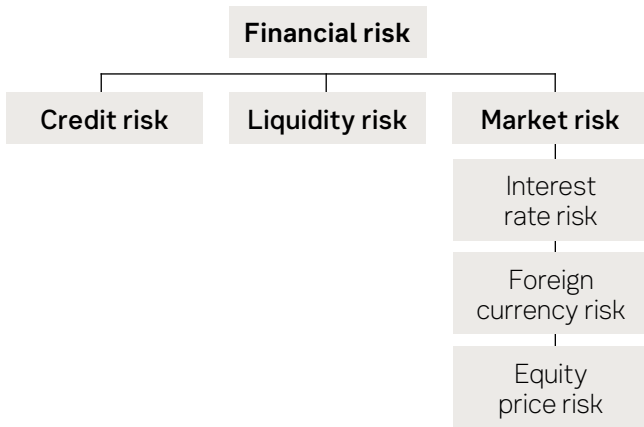 Financial risk
Credit risk
Liquidity risk
Market risk
Interest
rate risk
Foreign
currency risk
Equity
price risk